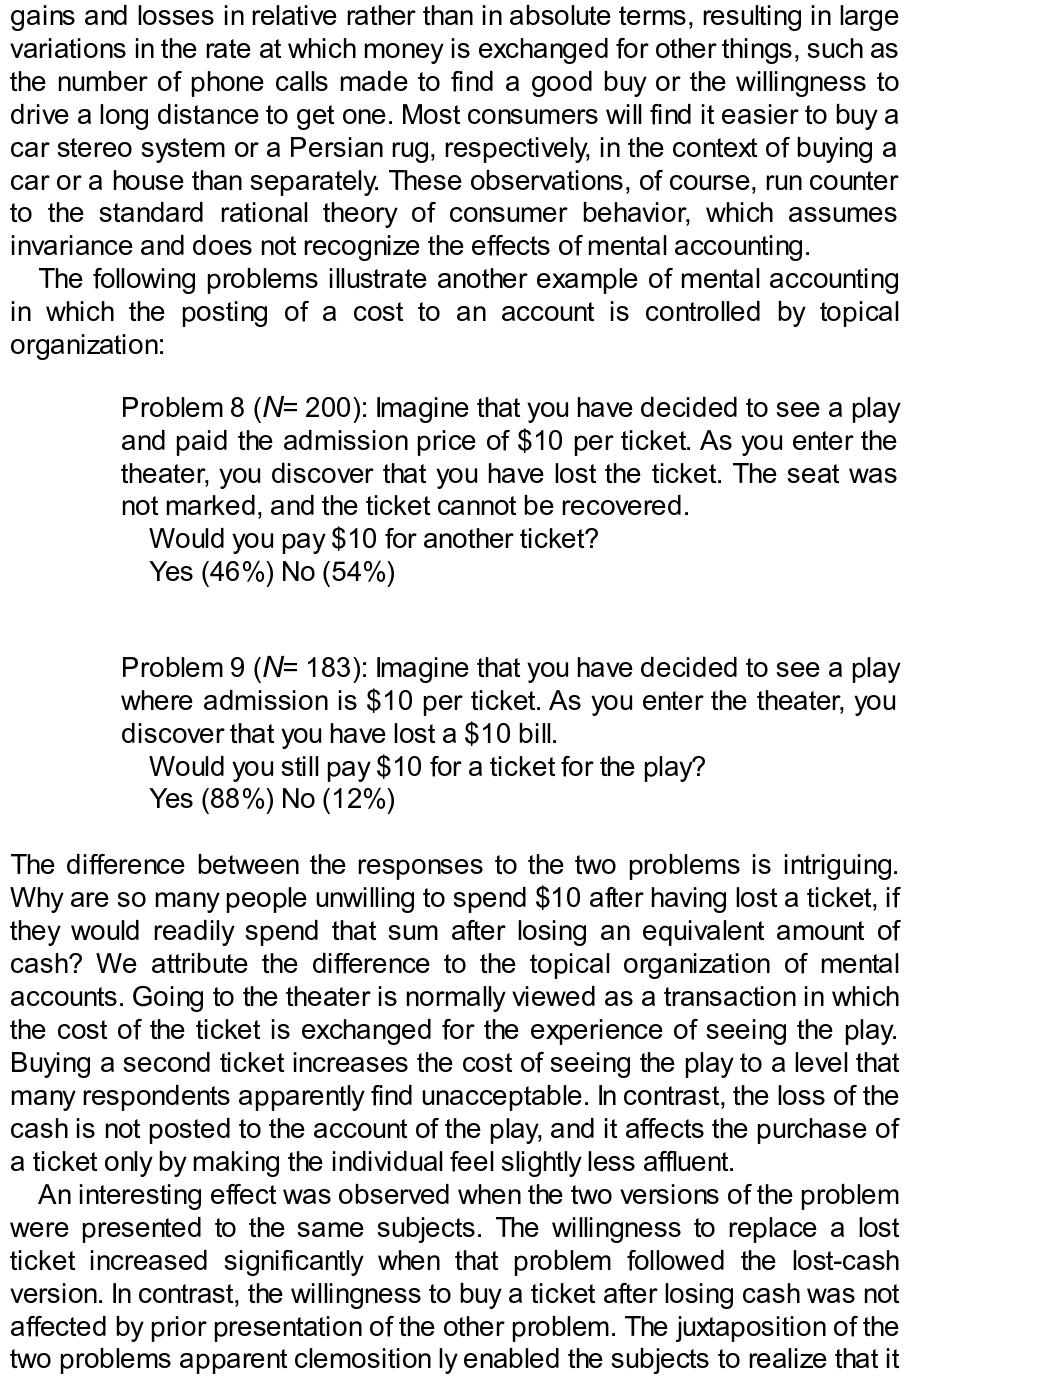 gains and losses in relative rather than in absolute terms, resulting in large
variations in the rate at which money is exchanged for other things, such as
the number of phone calls made to find a good buy or the willingness to
drive a long distance to get one. Most consumers will find it easier to buy a
car stereo system or a Persian rug, respectively, in the context of buying a
car or a house than separately. These observations, of course, run counter
to the standard rational theory of consumer behavior, which assumes
invariance and does not recognize the effects of mental accounting.
The following problems illustrate another example of mental accounting
in which the posting of a cost to an account is controlled by topical
organization:
Problem 8 (N= 200): Imagine that you have decided to see a play
and paid the admission price of $10 per ticket. As you enter the
theater, you discover that you have lost the ticket. The seat was
not marked, and the ticket cannot be recovered.
Would you pay $10 for another ticket?
Yes (46%) No (54%)
Problem 9 (N= 183): Imagine that you have decided to see a play
where admission is $10 per ticket. As you enter the theater, you
discover that you have lost a $10 bill.
Would you still pay $10 for a ticket for the play?
Yes (88%) No (12%)
The difference between the responses to the two problems is intriguing.
Why are so many people unwilling to spend $10 after having lost a ticket, if
they would readily spend that sum after losing an equivalent amount of
cash? We attribute the difference to the topical organization of mental
accounts. Going to the theater is normally viewed as a transaction in which
the cost of the ticket is exchanged for the experience of seeing the play.
Buying a second ticket increases the cost of seeing the play to a level that
many respondents apparently find unacceptable. In contrast, the loss of the
cash is not posted to the account of the play, and it affects the purchase of
a ticket only by making the individual feel slightly less affluent.
An interesting effect was observed when the two versions of the problem
were presented to the same subjects. The willingness to replace a lost
ticket increased significantly when that problem followed the lost-cash
version. In contrast, the willingness to buy a ticket after losing cash was not
affected by prior presentation of the other problem. The juxtaposition of the
two problems apparent clemosition ly enabled the subjects to realize that it